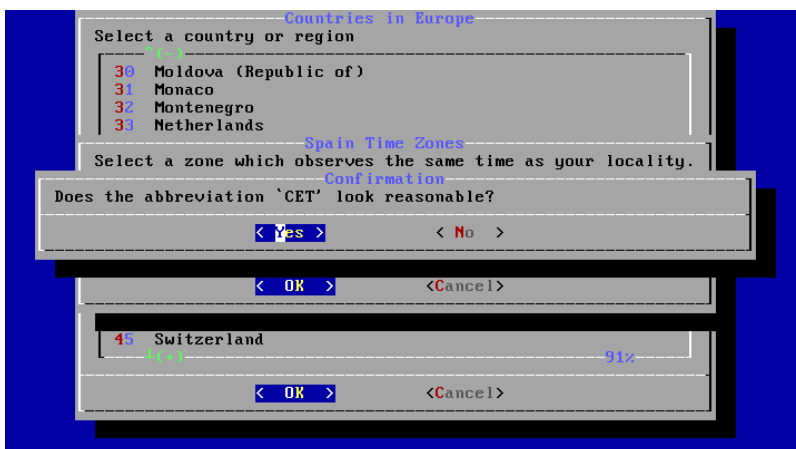 Countries in Europe
Select a country or region
^(-)
30 Moldova (Republic of)
31 Monaco
32 Montenegro
33 Netherlands
Spain Time Zones
Select a zone which observes the same time as your locality.
Confirmation
Does the abbreviation `CET' look reasonable?
< Yes > < No >
< OK > <Cancel>
45 Switzerland
(+) 91%
< OK > <Cancel>